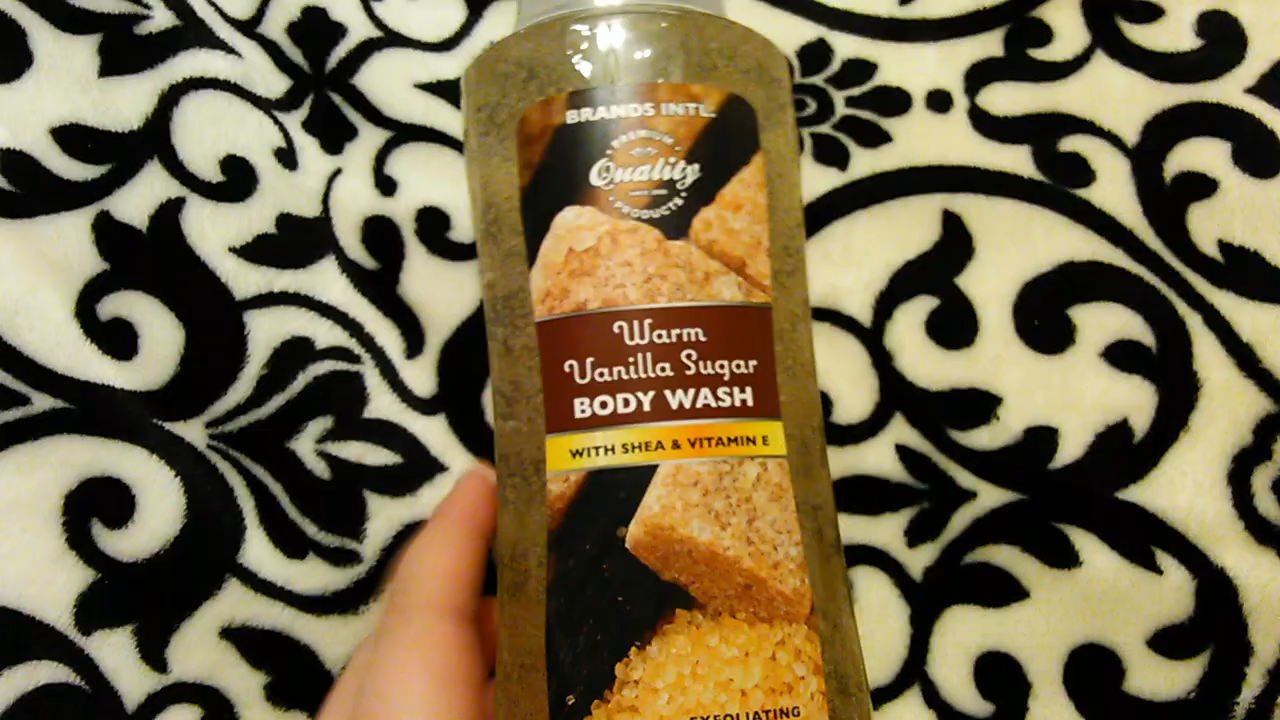 BRANDS INTL.
PREMIUM
Quality
PRODUCTS
Warm
Vanilla Sugar
BODY WASH
WITH SHEA & VITAMIN E
EXFOLIATING